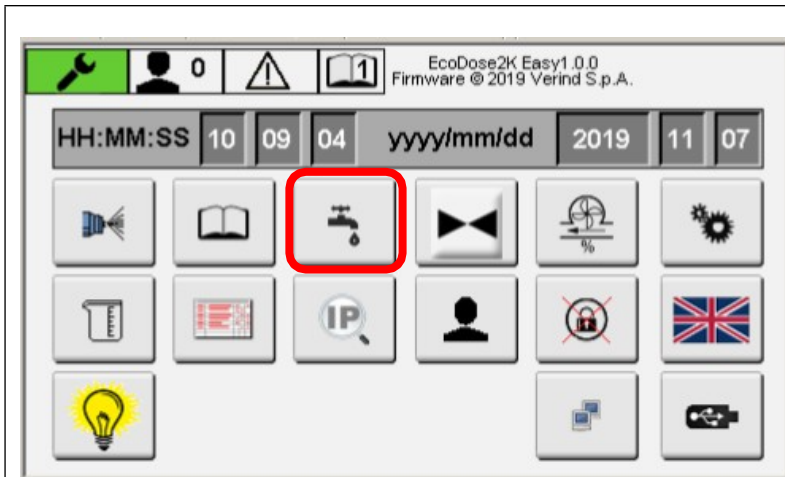 0
1
EcoDose2K Easy1.0.0
Firmware © 2019 Verind S.p.A.
HH:MM:SS 10 09 04 yyyy/mm/dd 2019 11 07
%
IP